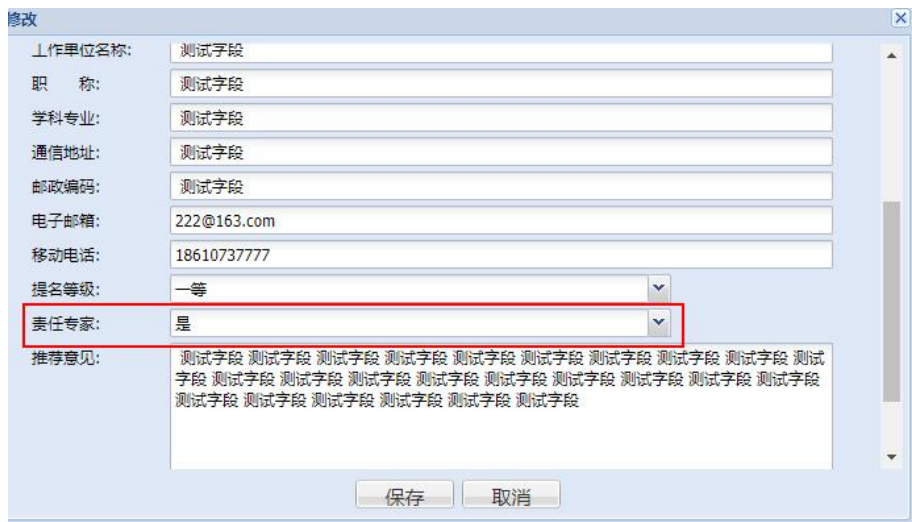 修改
工作单位名称: 测试字段
职 称: 测试字段
学科专业: 测试字段
通信地址: 测试字段
邮政编码: 测试字段
电子邮箱: 222@163.com
移动电话: 18610737777
提名等级: 一等
责任专家: 是
推荐意见: 测试字段 测试字段 测试字段 测试字段 测试字段 测试字段 测试字段 测试字段 测试字段 测试
字段 测试字段 测试字段 测试字段 测试字段 测试字段 测试字段 测试字段 测试字段 测试字段
测试字段 测试字段 测试字段 测试字段 测试字段 测试字段
保存 取消